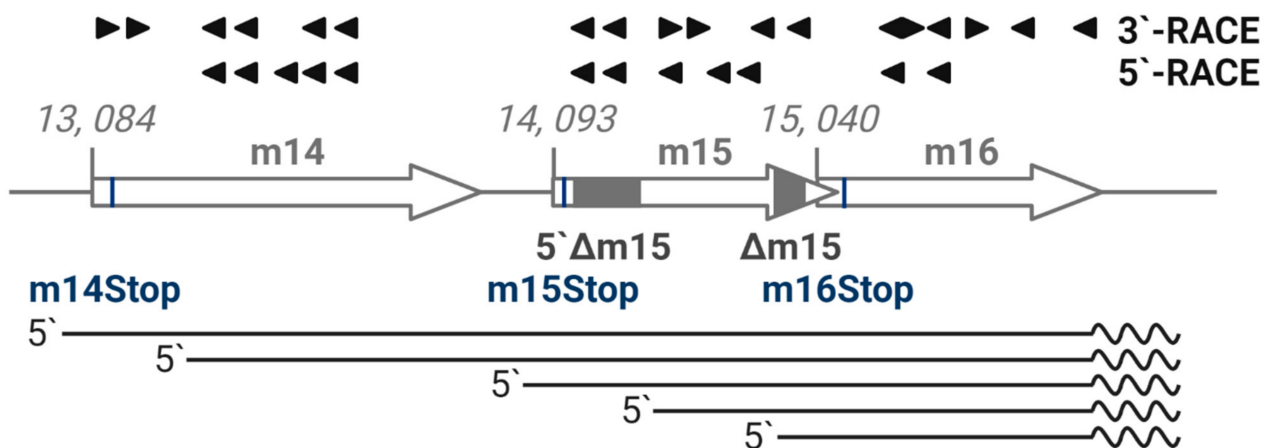 3`-RACE
5`-RACE
13, 084 14, 093 15, 040
m14 m15 m16
5`Δm15 Δm15
m14Stop m15Stop m16Stop
5`
5`
5`
5`
5`